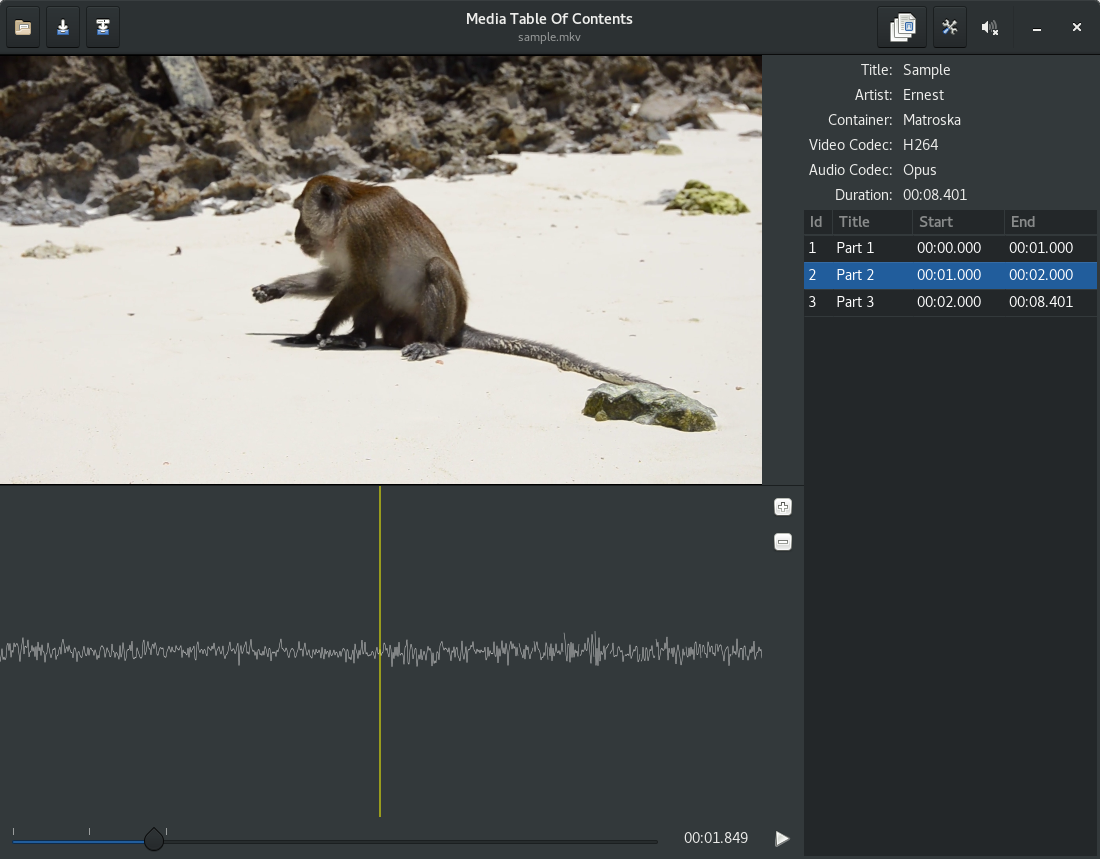 Media Table Of Contents
sample.mkv
Title: Sample
Artist: Ernest
Container: Matroska
Video Codec: H264
Audio Codec: Opus
Duration: 00:08.401
Id Title Start End
1 Part 1 00:00.000 00:01.000
2 Part 2 00:01.000 00:02.000
3 Part 3 00:02.000 00:08.401
00:01.849